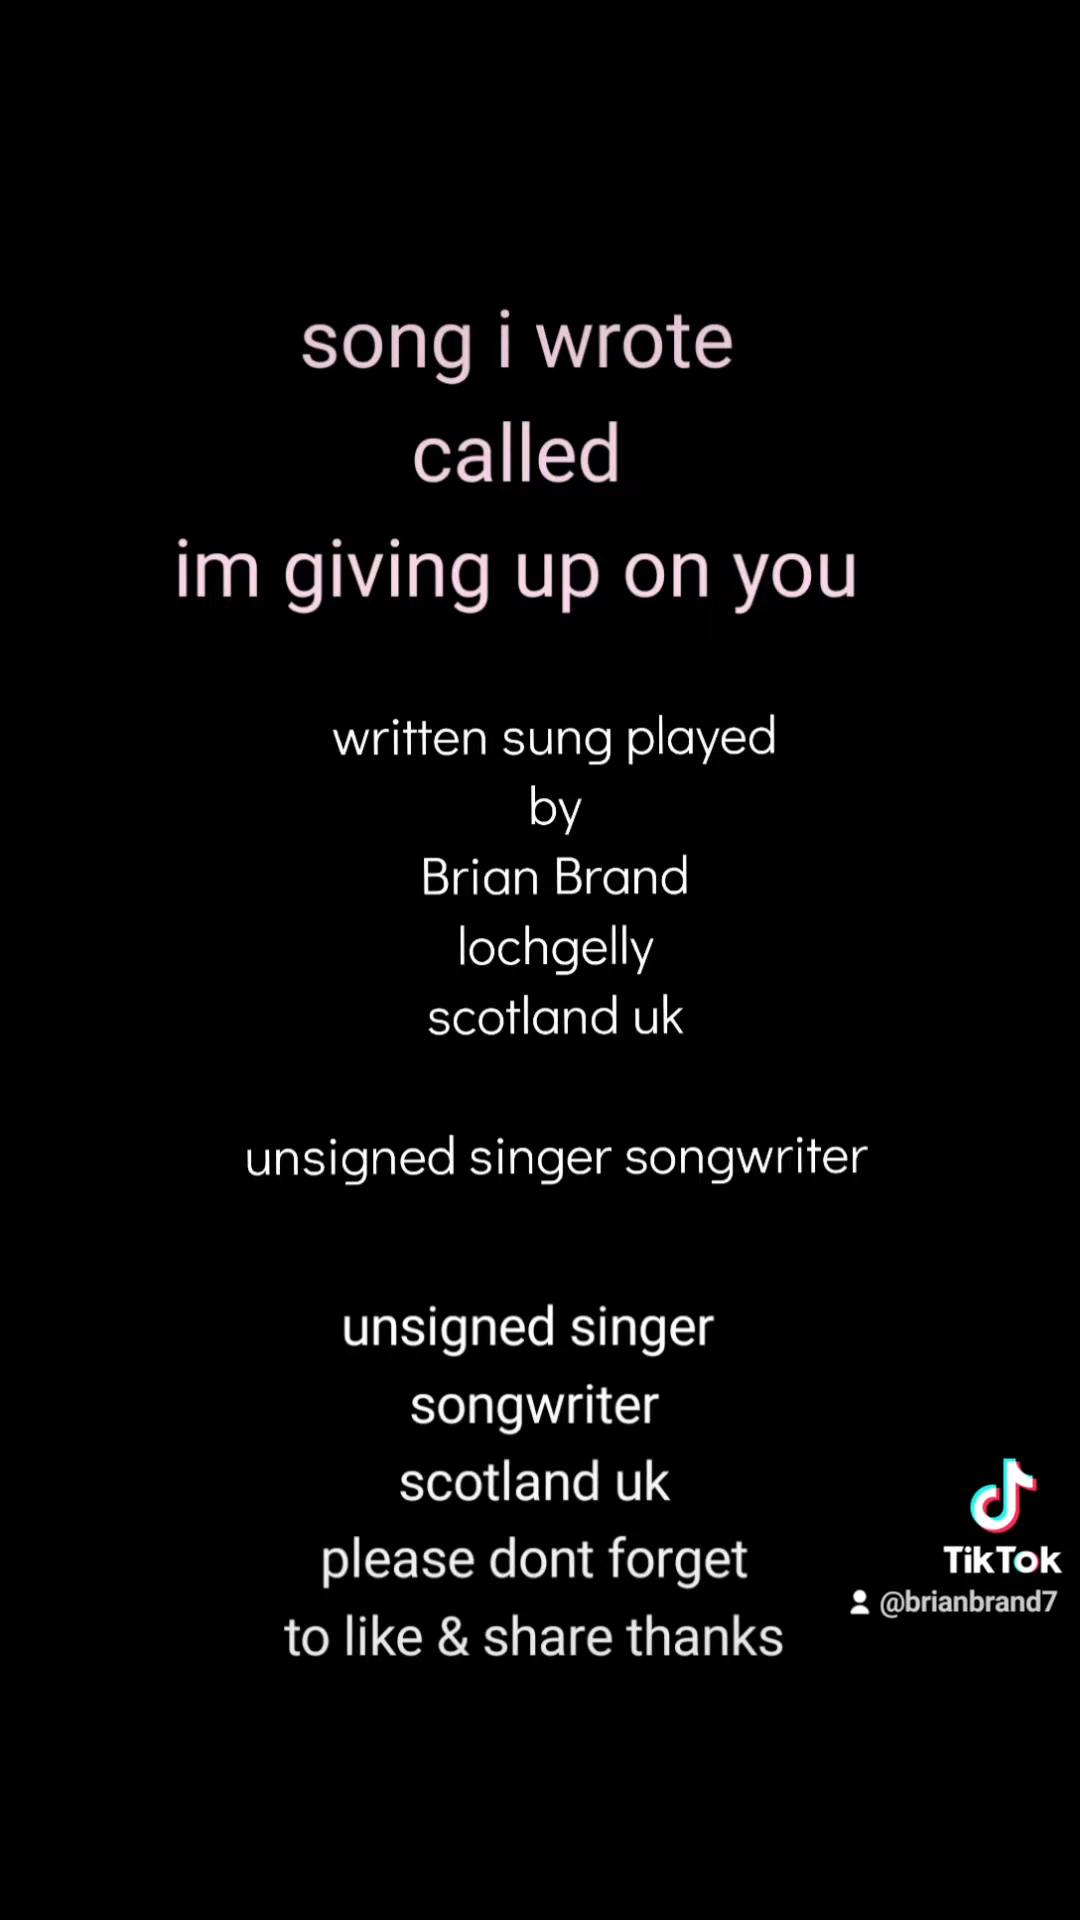 song i wrote
called
im giving up on you
written sung played
by
Brian Brand
lochgelly
scotland uk
unsigned singer songwriter
unsigned singer
songwriter
scotland uk
please dont forget
to like & share thanks
TikTok
@brianbrand7